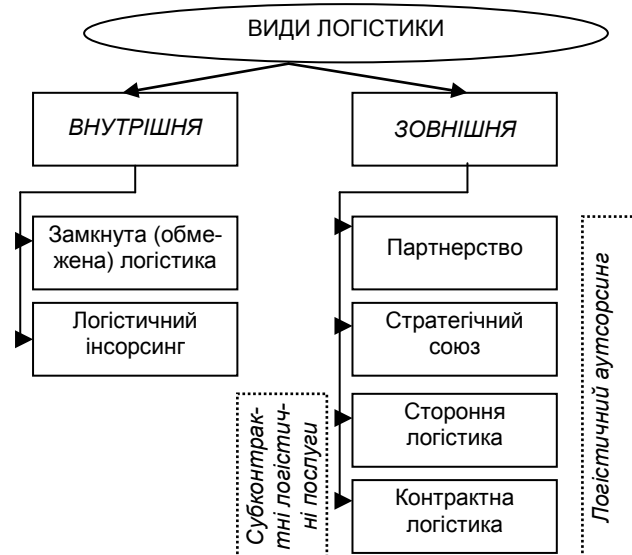 ВИДИ ЛОГІСТИКИ
ВНУТРІШНЯ
ЗОВНІШНЯ
Замкнута (обме-
жена) логістика
Логістичний
інсорсинг
Партнерство
Стратегічний
союз
Стороння
логістика
Контрактна
логістика
Субконтрак-
тні логістич-
ні послуги
Логістичний аутсорсинг